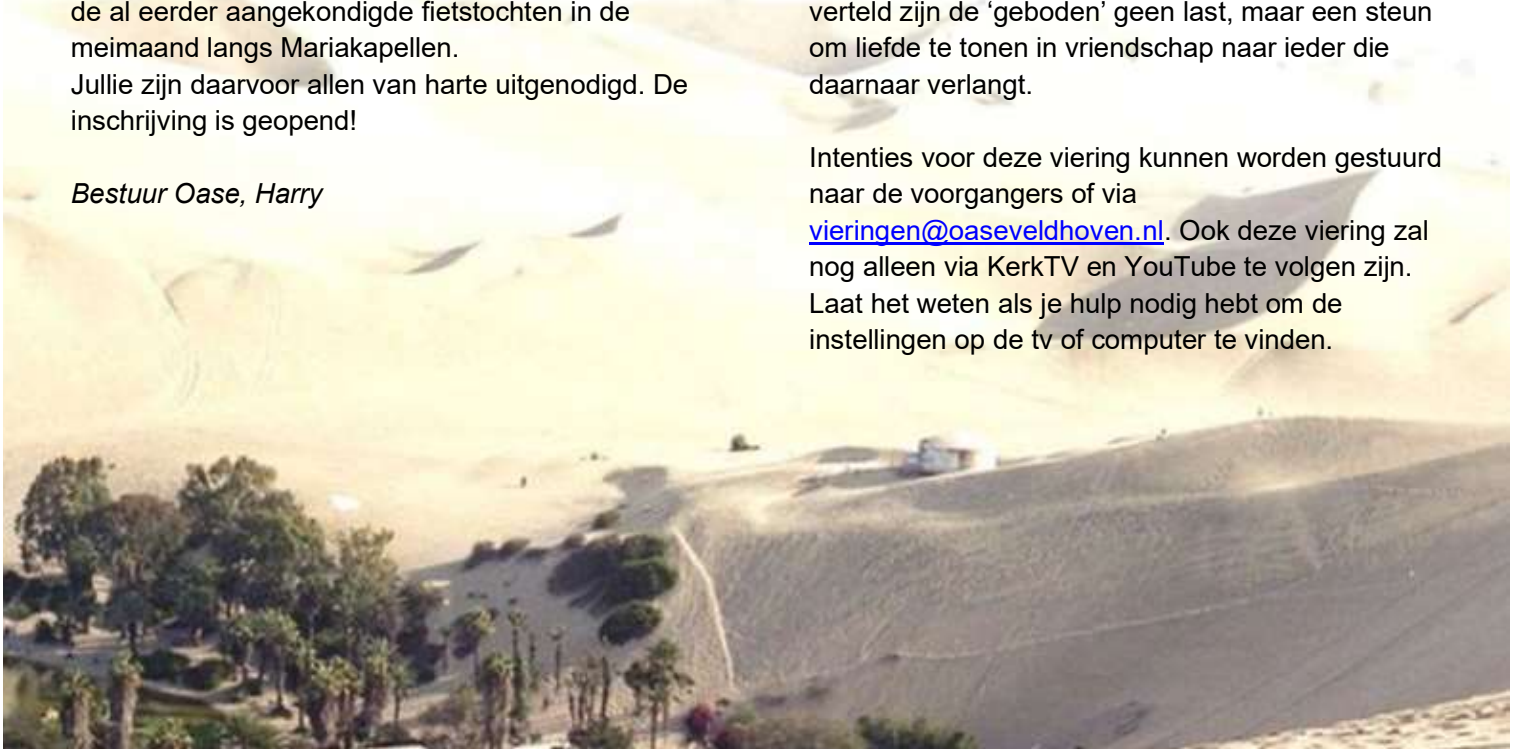 de al eerder aangekondigde fietstochten in de
meimaand langs Mariakapellen.
Jullie zijn daarvoor allen van harte uitgenodigd. De
inschrijving is geopend!
Bestuur Oase, Harry
verteld zijn de ‘geboden’ geen last, maar een steun
om liefde te tonen in vriendschap naar ieder die
daarnaar verlangt.
Intenties voor deze viering kunnen worden gestuurd
naar de voorgangers of via
vieringen@oaseveldhoven.nl. Ook deze viering zal
nog alleen via KerkTV en YouTube te volgen zijn.
Laat het weten als je hulp nodig hebt om de
instellingen op de tv of computer te vinden.